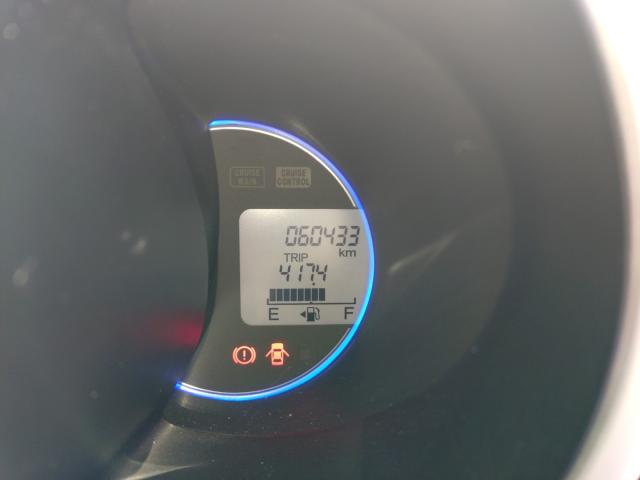 CRUISE MAIN
CRUISE CONTROL
060433
km
TRIP
417.4
E F